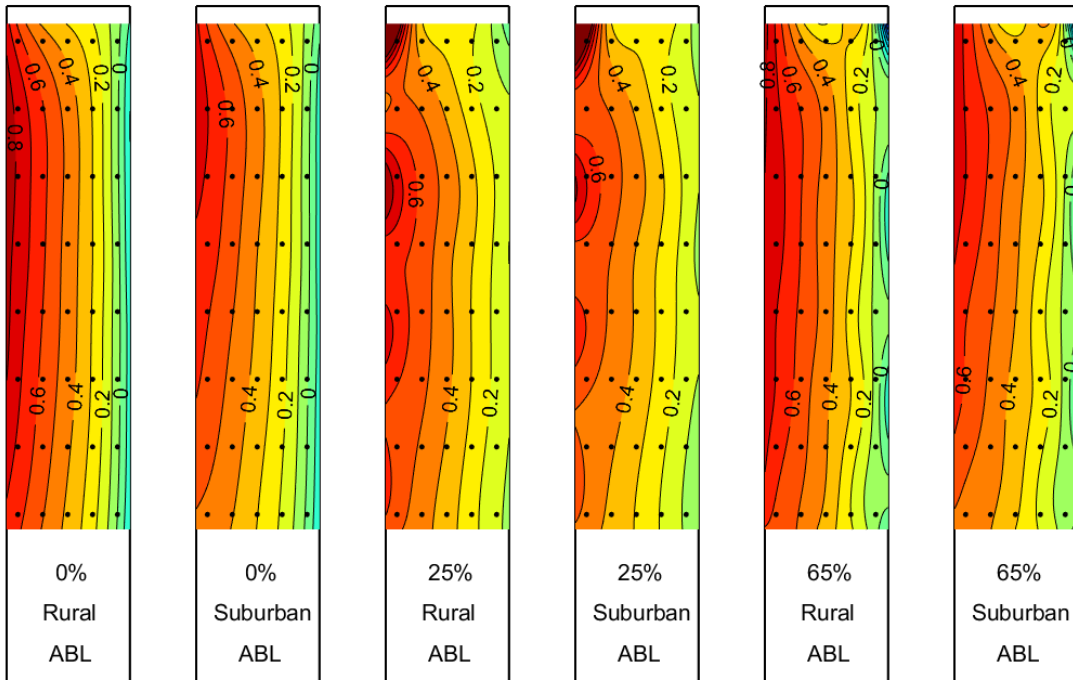 0.6 0.4 0.2 0
0.8
0.6 0.4 0.2 0
0% Rural ABL
0.4 0.2 0
0.6
0.4 0.2 0
0% Suburban ABL
0.4 0.2
0.6
0.4 0.2
25% Rural ABL
0.4 0.2
0.6
0.4 0.2
25% Suburban ABL
0.8 0.6 0.4 0.2 0
0
0
0.6 0.4 0.2
65% Rural ABL
0.4 0.2 0
0
0.6 0
0.4 0.2
65% Suburban ABL